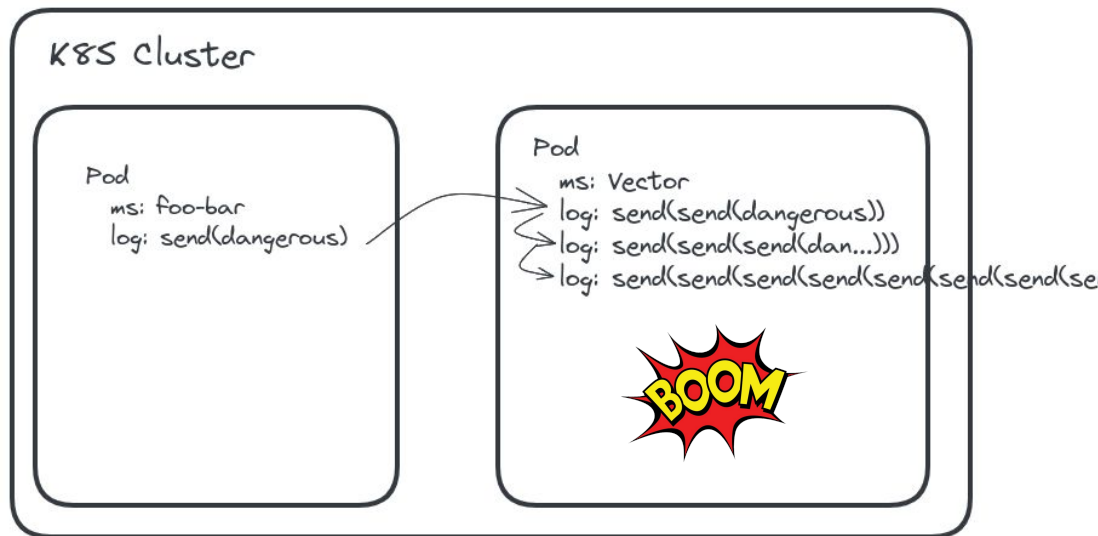 K8S Cluster
Pod
ms: foo-bar
log: send(dangerous)
Pod
ms: Vector
log: send(send(dangerous))
log: send(send(send(dan...)))
log: send(send(send(send(send(send(send(se
BOOM